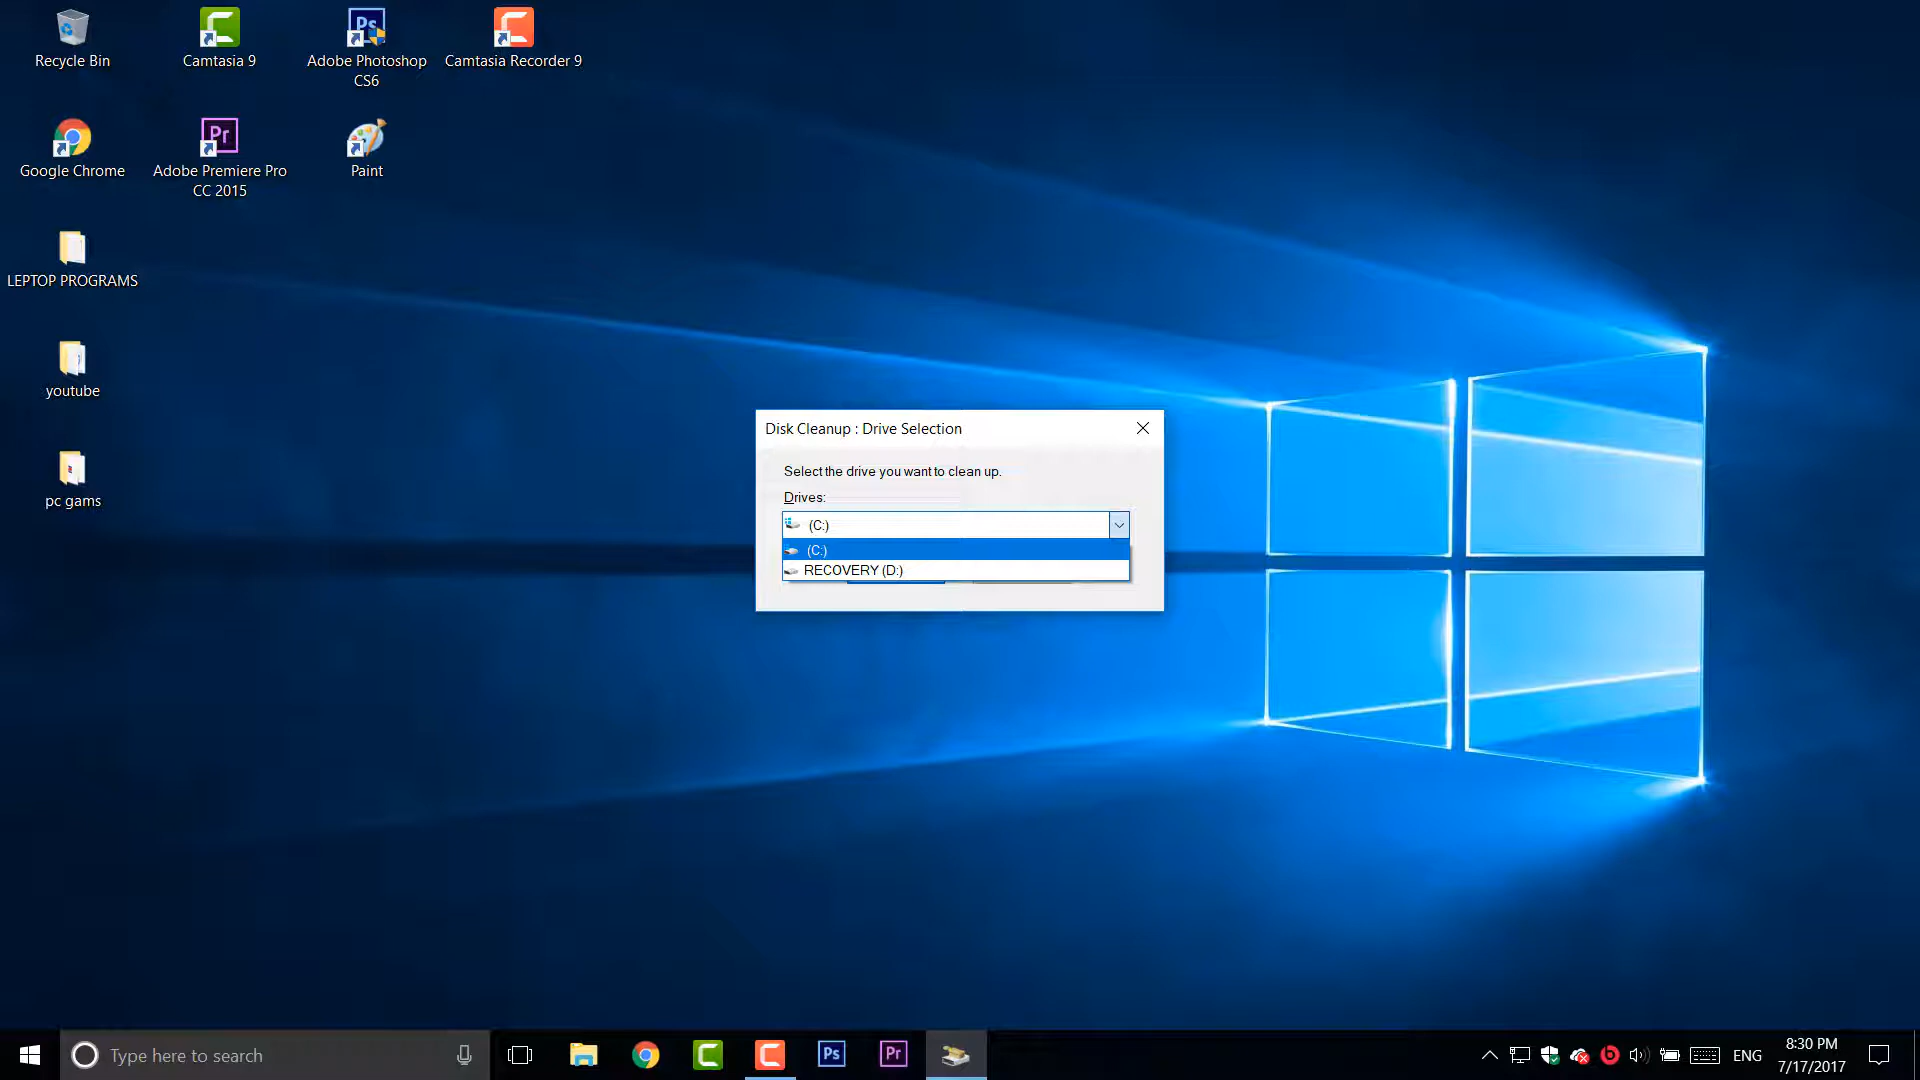 Recycle Bin
Camtasia 9
Adobe Photoshop
CS6
Camtasia Recorder 9
Google Chrome
Adobe Premiere Pro
CC 2015
Paint
LEPTOP PROGRAMS
youtube
pc gams
Disk Cleanup : Drive Selection
Select the drive you want to clean up.
Drives:
(C:)
(C:)
RECOVERY (D:)
Type here to search
ENG
8:30 PM
7/17/2017